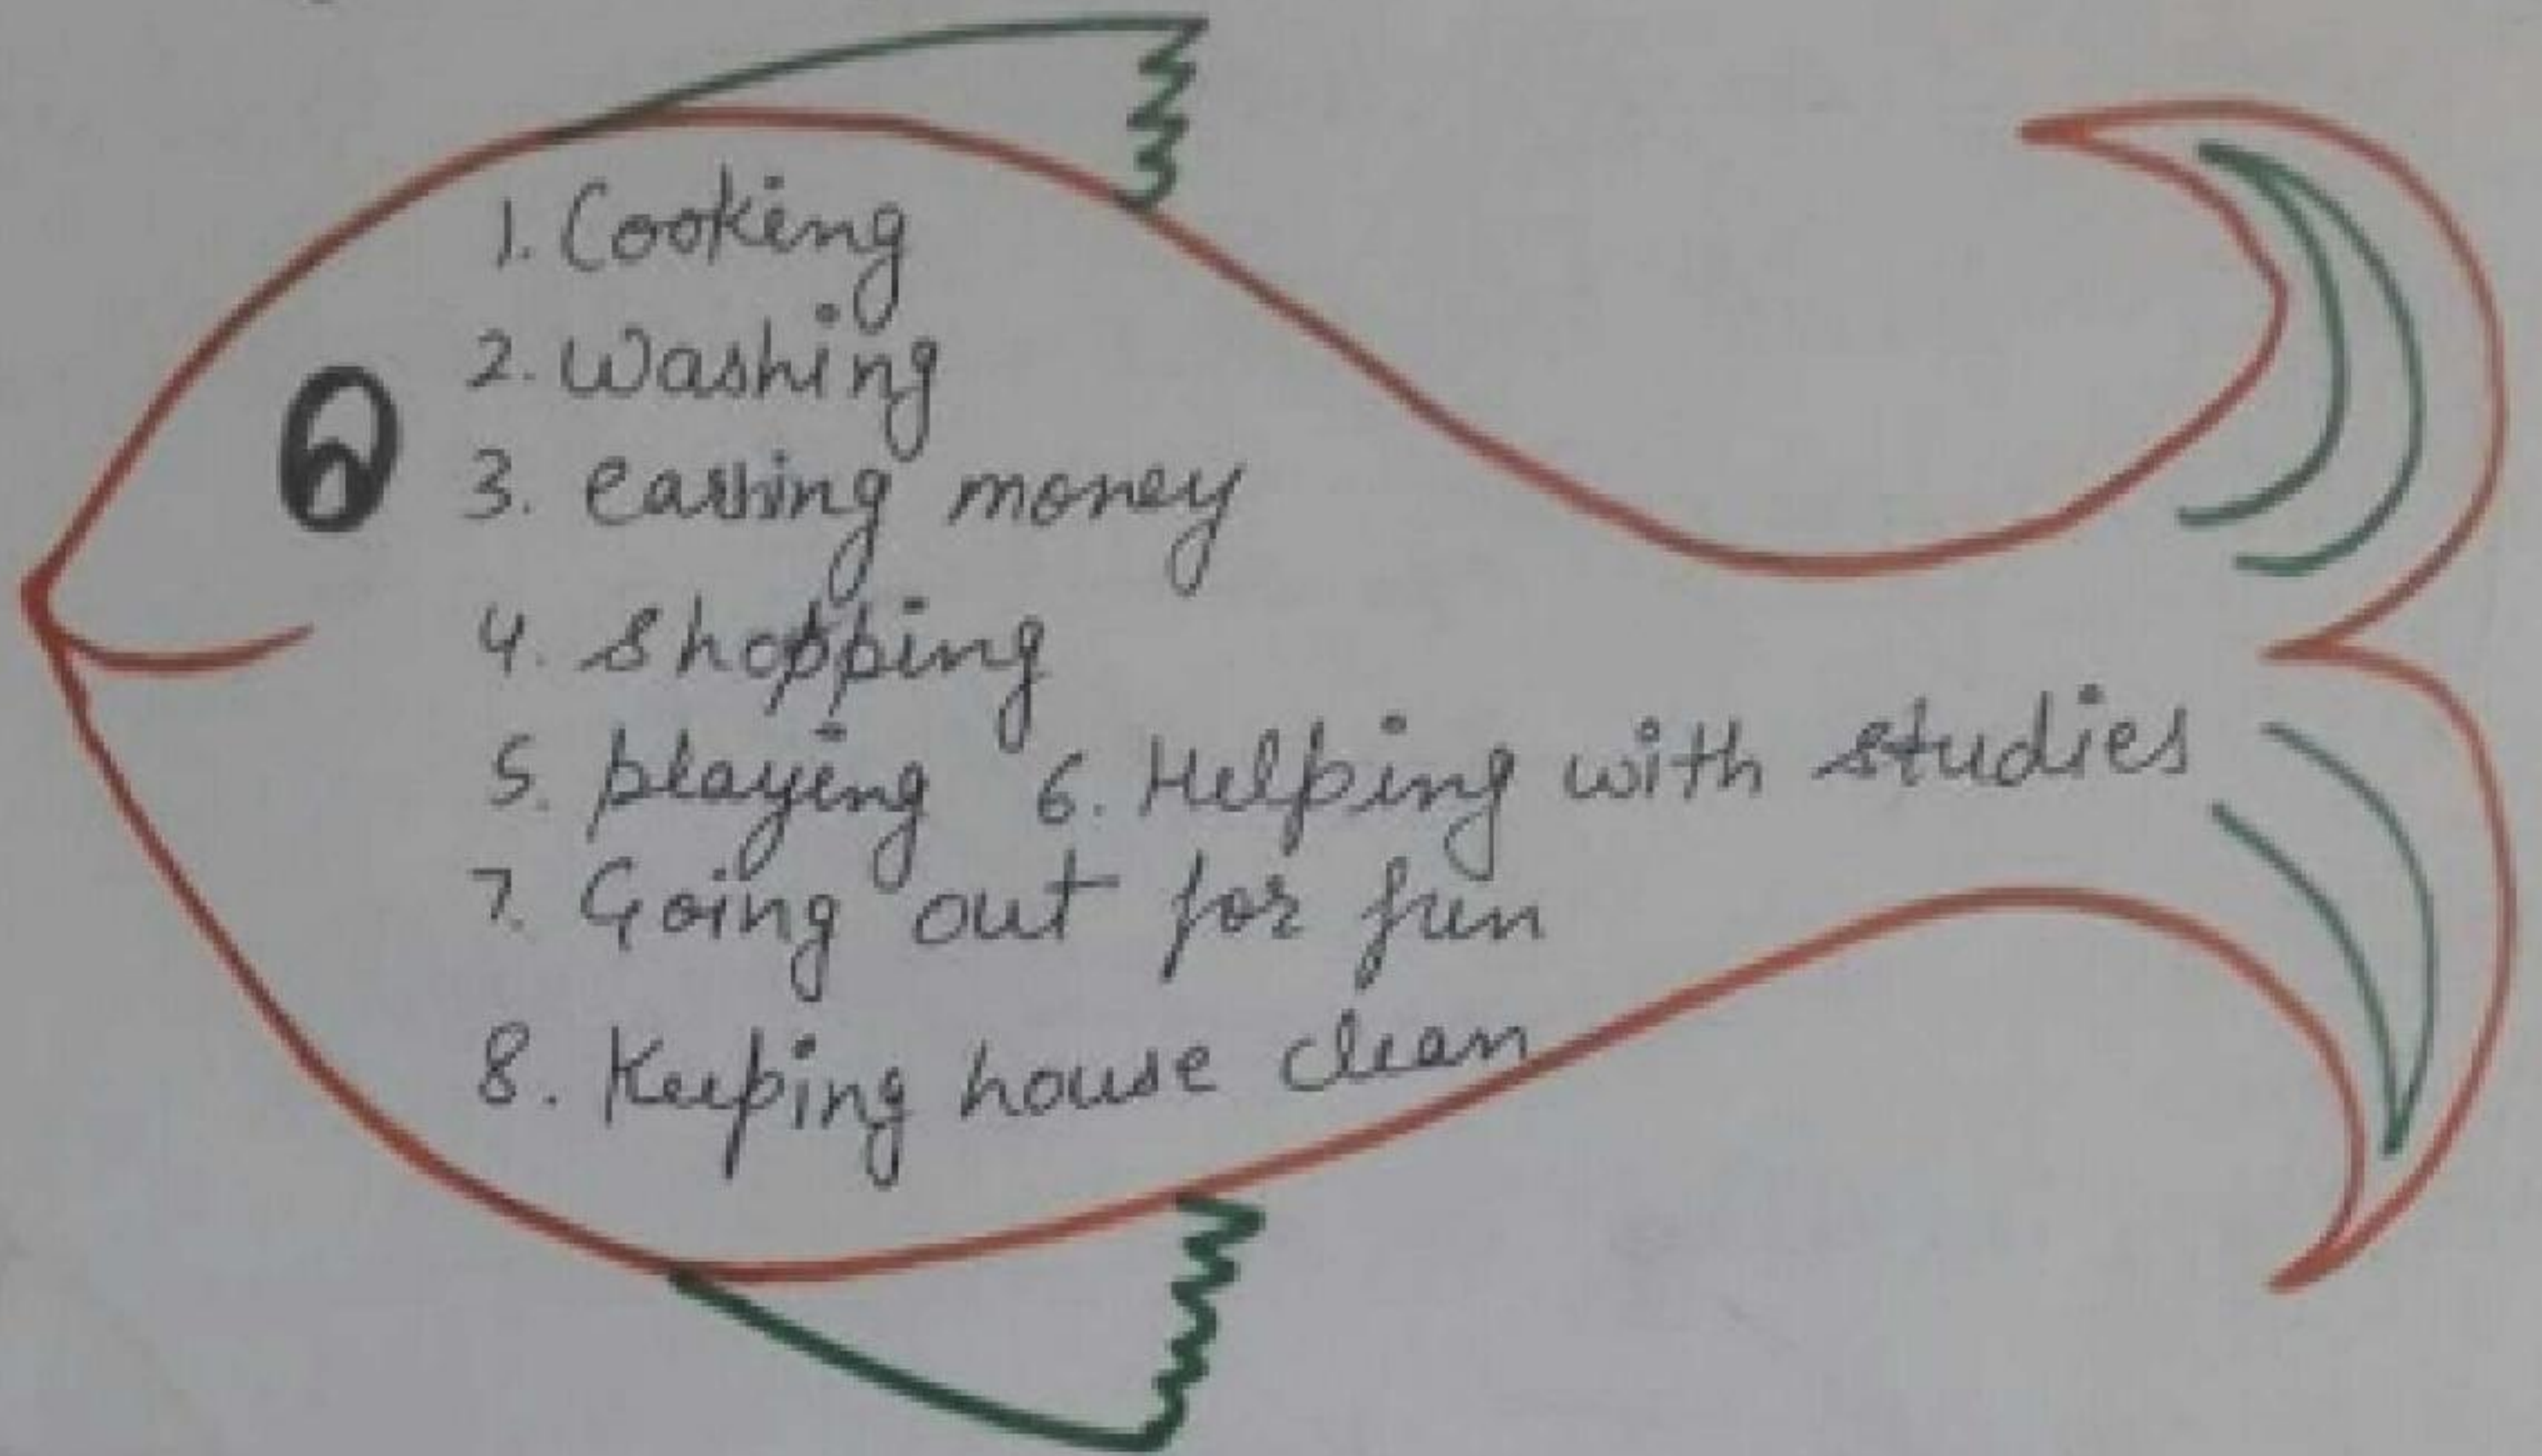 1. Cooking
2. Washing
3. earning money
4. Shopping
5. playing 6. Helping with studies
7. Going out for fun
8. Keeping house clean